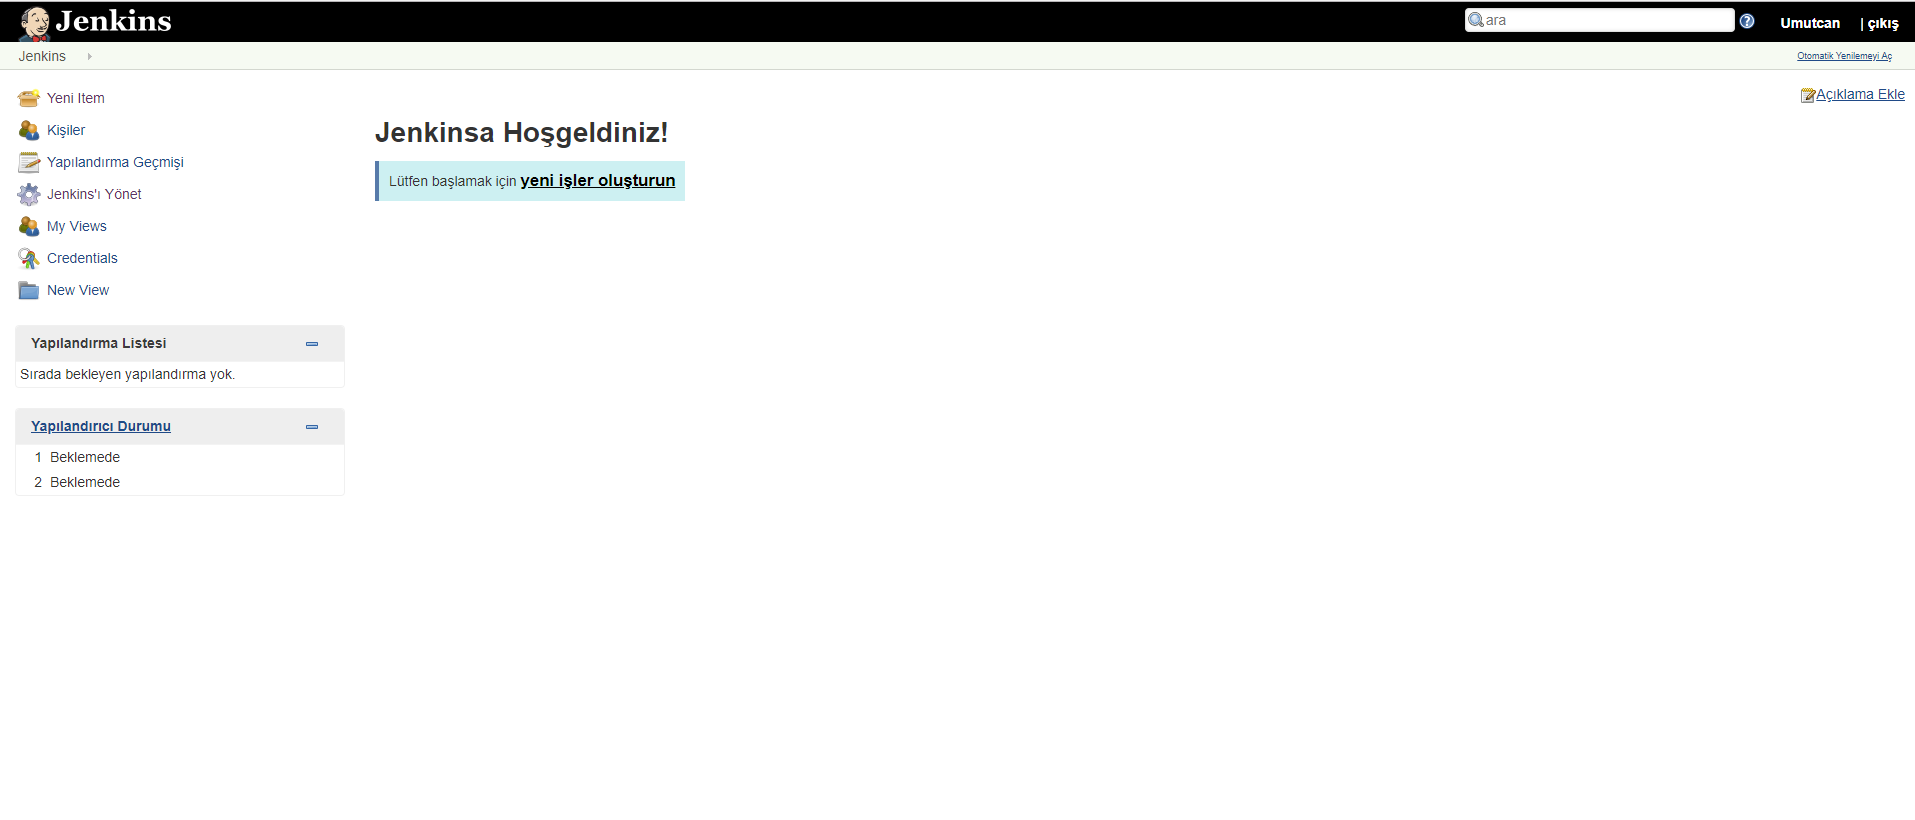 Jenkins
ara
Umutcan | çıkış
Jenkins
Otomatik Yenilemeyi Aç
Yeni Item
Kişiler
Yapılandırma Geçmişi
Jenkins'ı Yönet
My Views
Credentials
New View
Yapılandırma Listesi
Sırada bekleyen yapılandırma yok.
Yapılandırıcı Durumu
1 Beklemede
2 Beklemede
Açıklama Ekle
Jenkinsa Hoşgeldiniz!
Lütfen başlamak için yeni işler oluşturun